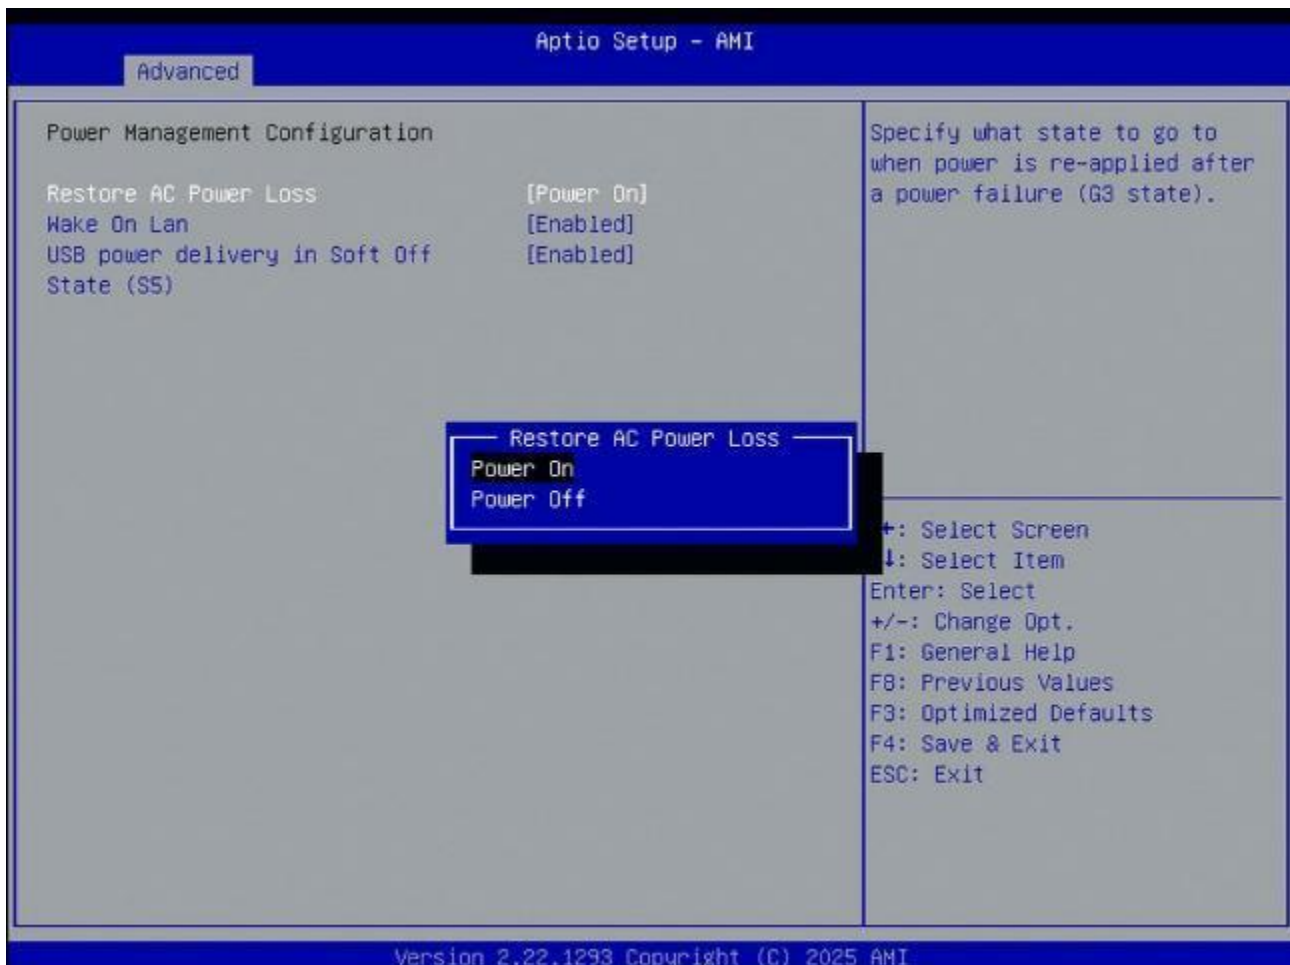 Aptio Setup - AMI
Advanced
Power Management Configuration
Restore AC Power Loss [Power On]
Wake On Lan [Enabled]
USB power delivery in Soft Off [Enabled]
State (S5)
Specify what state to go to
when power is re-applied after
a power failure (G3 state).
Restore AC Power Loss
Power On
Power Off
: Select Screen
↓: Select Item
Enter: Select
+/-: Change Opt.
F1: General Help
F8: Previous Values
F3: Optimized Defaults
F4: Save & Exit
ESC: Exit
Version 2.22.1293 Copyright (C) 2025 AMI